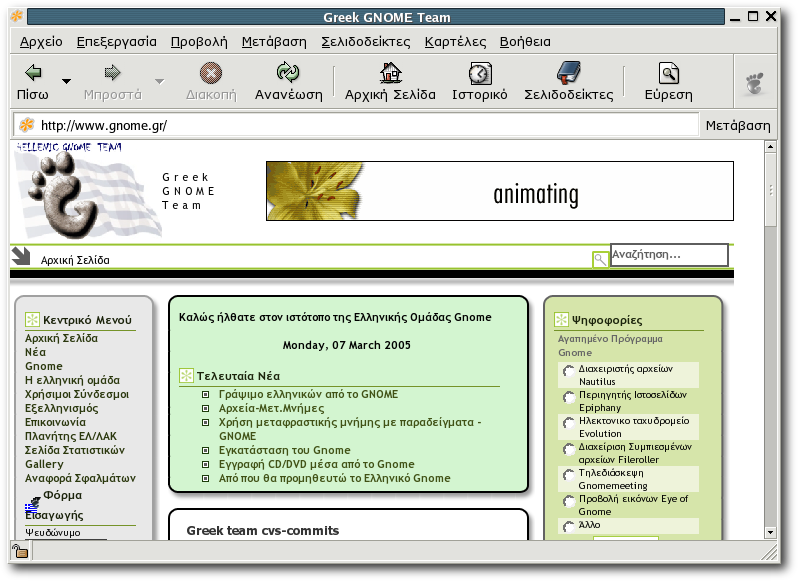 Greek GNOME Team
Αρχείο Επεξεργασία Προβολή Μετάβαση Σελιδοδείκτες Καρτέλες Βοήθεια
Πίσω Μπροστά Διακοπή Ανανέωση Αρχική Σελίδα Ιστορικό Σελιδοδείκτες Εύρεση
http://www.gnome.gr/ Μετάβαση
HELLENIC GNOME TEAM
Greek
GNOME
Team
animating
Αρχική Σελίδα
Αναζήτηση...
Κεντρικό Μενού
Αρχική Σελίδα
Νέα
Gnome
Η ελληνική ομάδα
Χρήσιμοι Σύνδεσμοι
Εξελληνισμός
Επικοινωνία
Πλανήτης ΕΛ/ΛΑΚ
Σελίδα Στατιστικών
Gallery
Αναφορά Σφαλμάτων
Φόρμα
Εισαγωγής
Ψευδώνυμο
Καλώς ήλθατε στον ιστότοπο της Ελληνικής Ομάδας Gnome
Monday, 07 March 2005
Τελευταία Νέα
Γράψιμο ελληνικών από το GNOME
Αρχεία-Μετ.Μνήμες
Χρήση μεταφραστικής μνήμης με παραδείγματα -
GNOME
Εγκατάσταση του Gnome
Εγγραφή CD/DVD μέσα από το Gnome
Από που θα προμηθευτώ το Ελληνικό Gnome
Greek team cvs-commits
Ψηφοφορίες
Αγαπημένο Πρόγραμμα
Gnome
Διαχειριστής αρχείων
Nautilus
Περιηγητής Ιστοσελίδων
Epiphany
Ηλεκτονικο ταχυδρομείο
Evolution
Διαχείριση Συμπιεσμένων
αρχείων Fileroller
Τηλεδιάσκεψη
Gnomemeeting
Προβολή εικόνων Eye of
Gnome
Άλλο